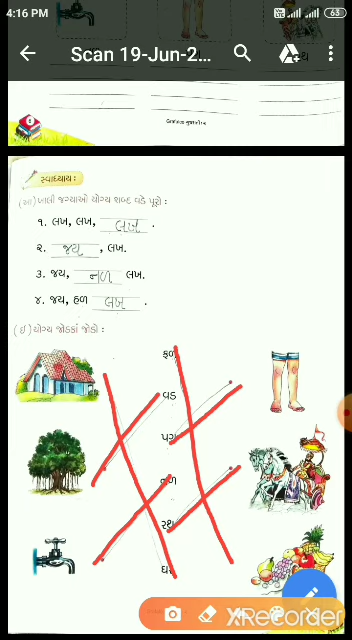 4:16 PM 63
Scan 19-Jun-2...
સ્વાધ્યાય :
(અ) ખાલી જગ્યાઓ યોગ્ય શબ્દ વડે પૂરો :
૧. લખ, લખ, લખ .
૨. જય , લખ.
૩. જય, નળ લખ.
૪. જય, હળ લખ .
(ઈ) યોગ્ય જોડકાં જોડો :
ફળ
વડ
પગ
નળ
રથ
ઘર
XRecorder